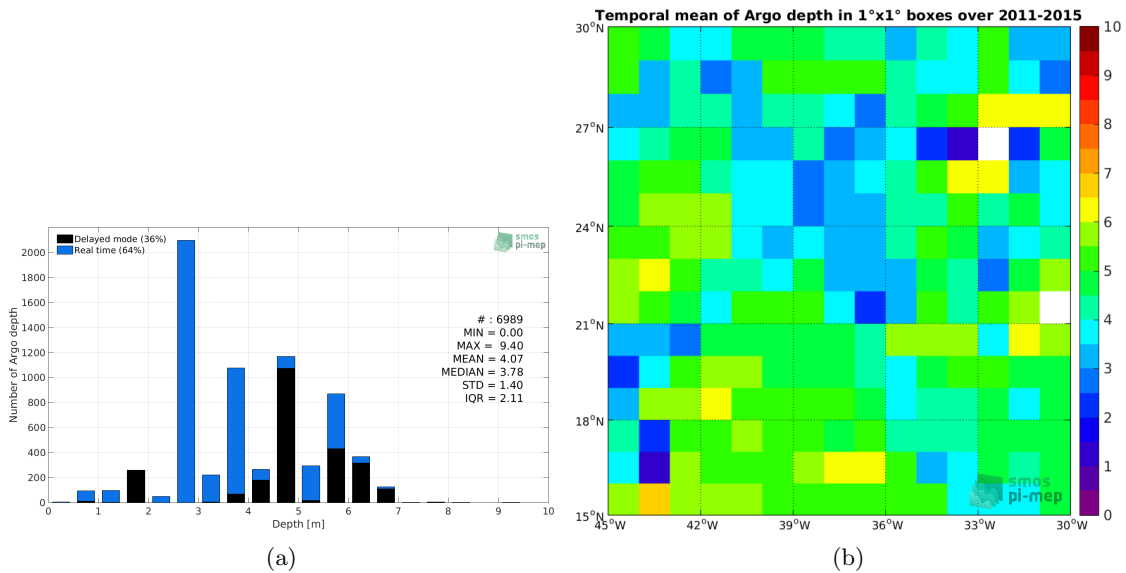 Delayed mode (36%)
Real time (64%)
smos
pi-mep
# : 6989
MIN = 0.00
MAX = 9.40
MEAN = 4.07
MEDIAN = 3.78
STD = 1.40
IQR = 2.11
Number of Argo depth
2000
1800
1600
1400
1200
1000
800
600
400
200
0
0 1 2 3 4 5 6 7 8 9 10
Depth [m]
(a)
Temporal mean of Argo depth in 1°x1° boxes over 2011-2015
30°N
27°N
24°N
21°N
18°N
15°N
45°W 42°W 39°W 36°W 33°W 30°W
smos
pi-mep
10
9
8
7
6
5
4
3
2
1
0
(b)